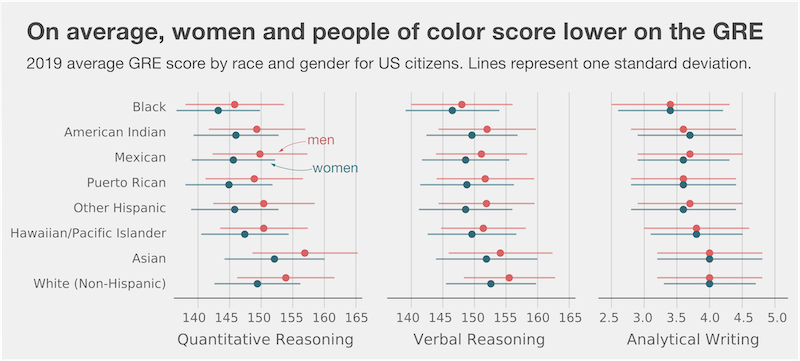 On average, women and people of color score lower on the GRE
2019 average GRE score by race and gender for US citizens. Lines represent one standard deviation.
Black
American Indian
Mexican
Puerto Rican
Other Hispanic
Hawaiian/Pacific Islander
Asian
White (Non-Hispanic)
men
women
140 145 150 155 160 165
Quantitative Reasoning
140 145 150 155 160 165
Verbal Reasoning
2.5 3.0 3.5 4.0 4.5 5.0
Analytical Writing